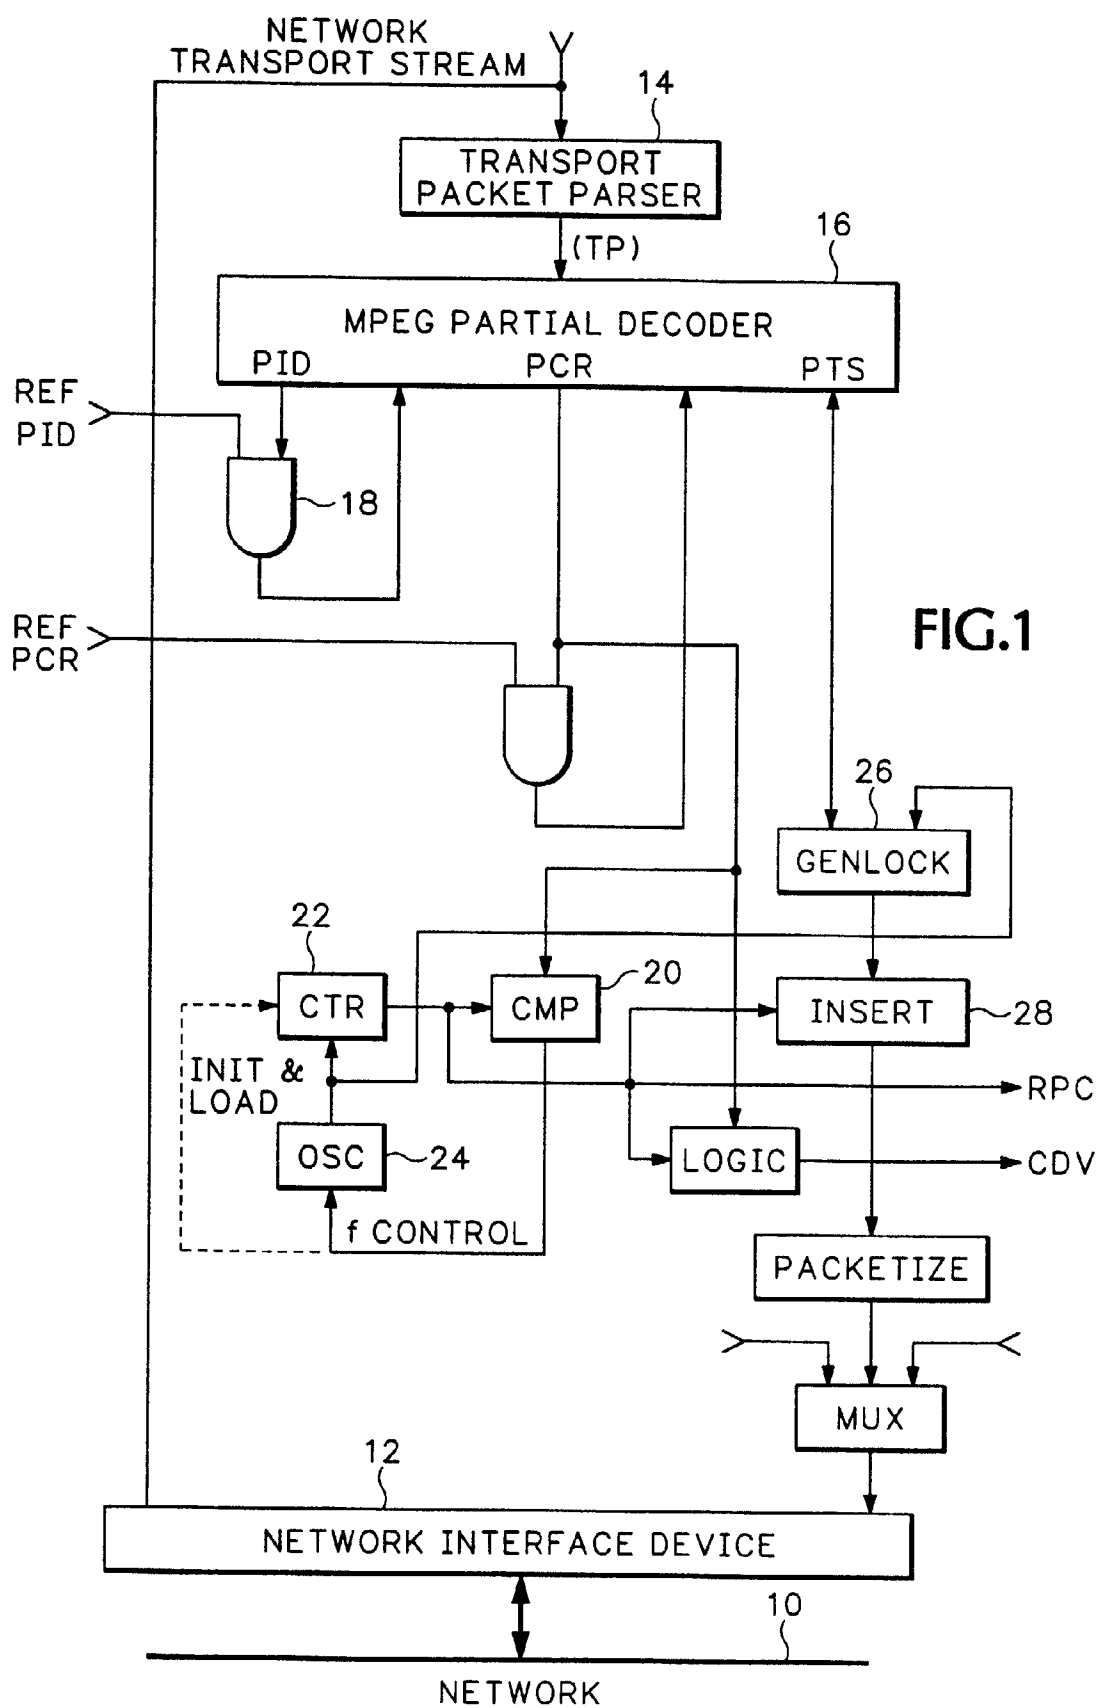 NETWORK
TRANSPORT STREAM
14
TRANSPORT
PACKET PARSER
(TP)
16
MPEG PARTIAL DECODER
PID
PCR
PTS
REF
PID
18
REF
PCR
FIG.1
26
GENLOCK
22
CTR
20
CMP
INSERT
28
INIT &
LOAD
RPC
OSC
24
LOGIC
CDV
f CONTROL
PACKETIZE
MUX
12
NETWORK INTERFACE DEVICE
10
NETWORK